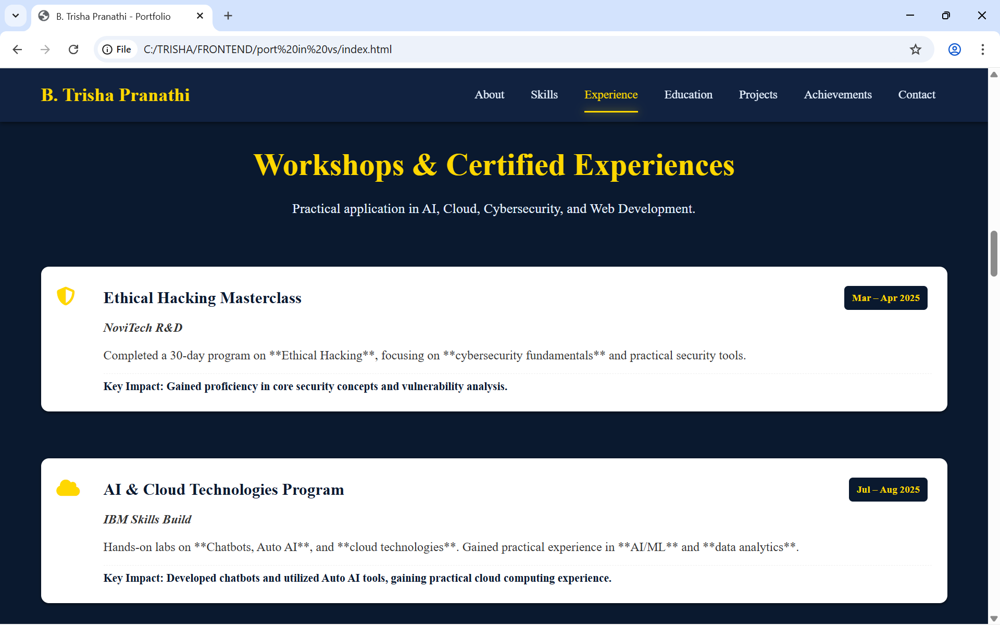 B. Trisha Pranathi - Portfolio
File C:/TRISHA/FRONTEND/port%20in%20vs/index.html
B. Trisha Pranathi About Skills Experience Education Projects Achievements Contact
Workshops & Certified Experiences
Practical application in AI, Cloud, Cybersecurity, and Web Development.
Ethical Hacking Masterclass Mar – Apr 2025
NoviTech R&D
Completed a 30-day program on **Ethical Hacking**, focusing on **cybersecurity fundamentals** and practical security tools.
Key Impact: Gained proficiency in core security concepts and vulnerability analysis.
AI & Cloud Technologies Program Jul – Aug 2025
IBM Skills Build
Hands-on labs on **Chatbots, Auto AI**, and **cloud technologies**. Gained practical experience in **AI/ML** and **data analytics**.
Key Impact: Developed chatbots and utilized Auto AI tools, gaining practical cloud computing experience.